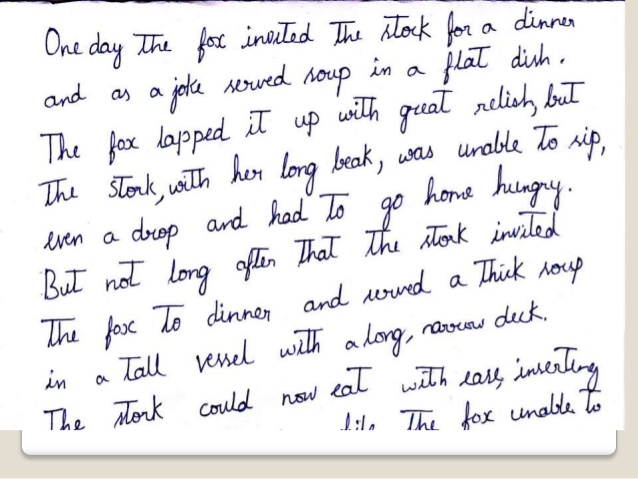 One day The fox invited The stock for a dinner
and as a joke served soup in a flat dish.
The fox lapped it up with great relish, but
The Stork, with her long beak, was unable To sip,
even a drop and had To go home hungry.
But not long after That The stork invited
The fox To dinner and served a Thick soup
in a Tall vessel with a long, narrow deck.
The stork could now eat with ease, inserting
The fox unable to